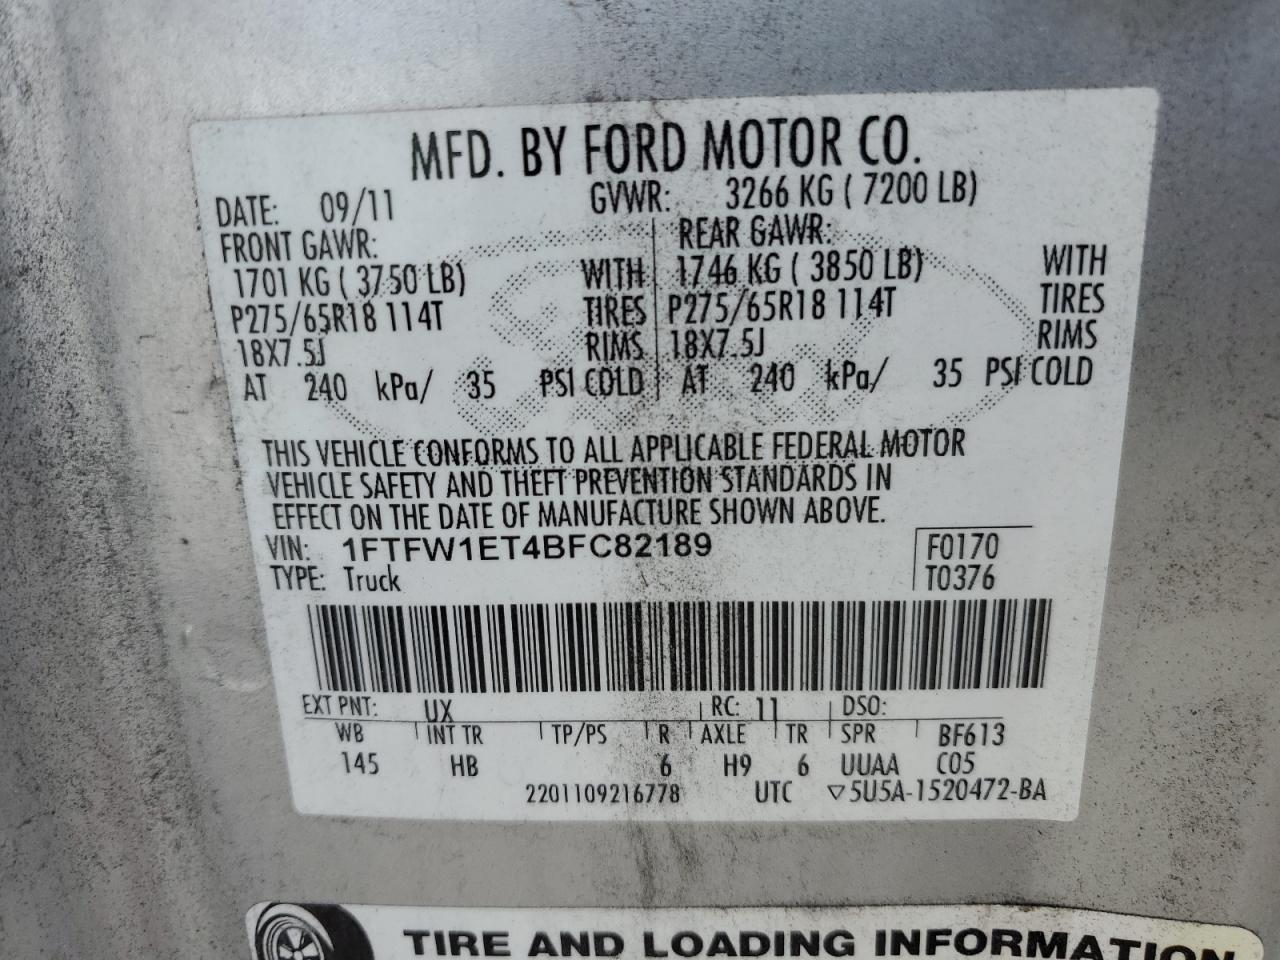 MFD. BY FORD MOTOR CO.
DATE: 09/11 GVWR: 3266 KG ( 7200 LB)
FRONT GAWR: REAR GAWR:
1701 KG ( 3750 LB) WITH 1746 KG ( 3850 LB) WITH
P275/65R18 114T TIRES P275/65R18 114T TIRES
18X7.5J RIMS 18X7.5J RIMS
AT 240 kPa/ 35 PSI COLD AT 240 kPa/ 35 PSI COLD
THIS VEHICLE CONFORMS TO ALL APPLICABLE FEDERAL MOTOR
VEHICLE SAFETY AND THEFT PREVENTION STANDARDS IN
EFFECT ON THE DATE OF MANUFACTURE SHOWN ABOVE.
VIN: 1FTFW1ET4BFC82189 F0170
TYPE: Truck T0376
EXT PNT: UX RC: 11 DSO:
WB INT TR TP/PS R AXLE TR SPR BF613
145 HB 6 H9 6 UUAA C05
2201109216778 UTC ▽5U5A-1520472-BA
TIRE AND LOADING INFORMATION